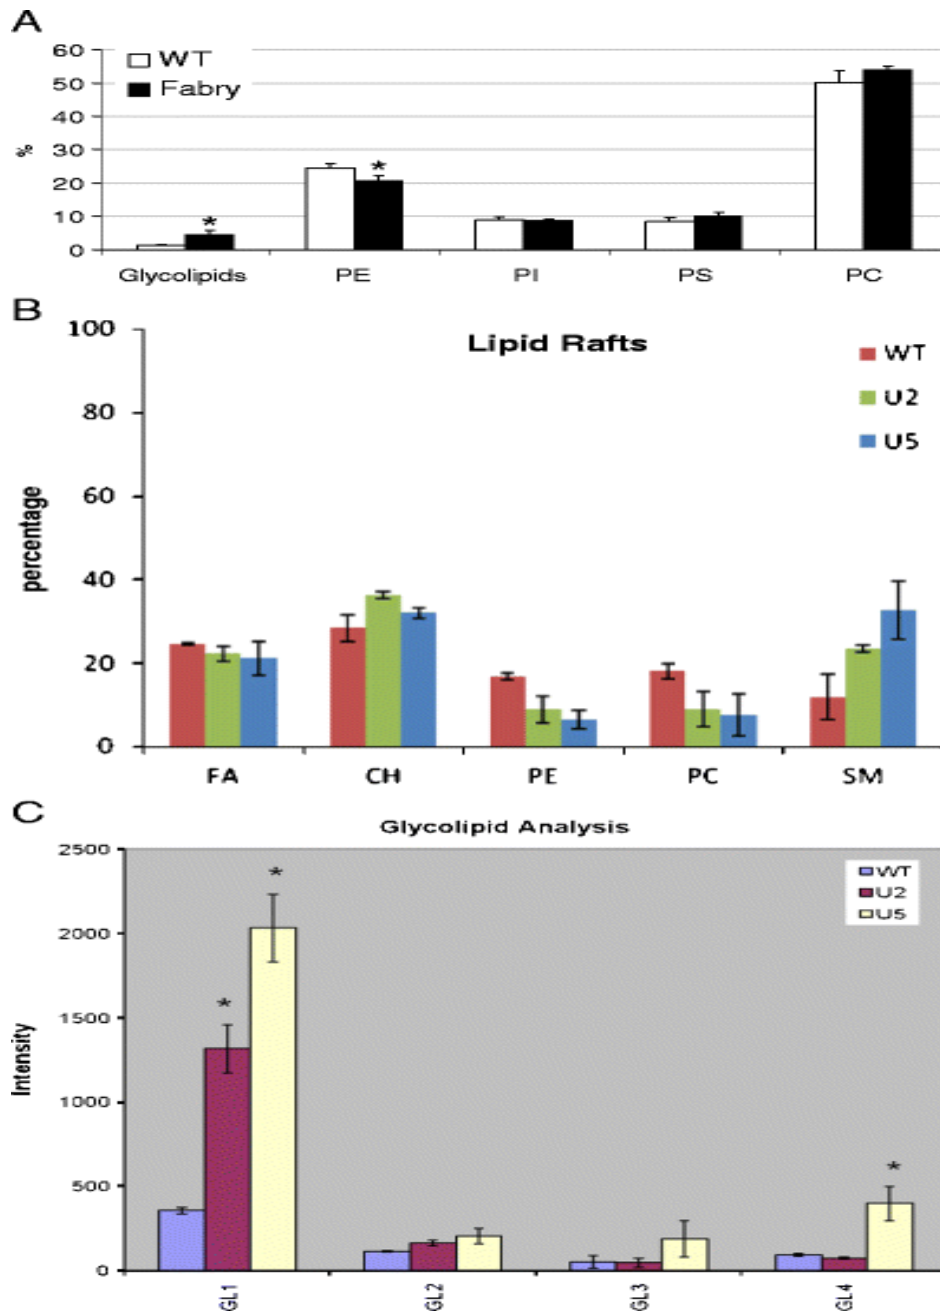 A
60
50
40
30
20
10
0
%
WT
Fabry
*
*
Glycolipids PE PI PS PC
B
Lipid Rafts
100
80
60
40
20
0
percentage
WT
U2
U5
FA CH PE PC SM
C
Glycolipid Analysis
2500
2000
1500
1000
500
0
Intensity
WT
U2
U5
*
*
*
GL1 GL2 GL3 GL4